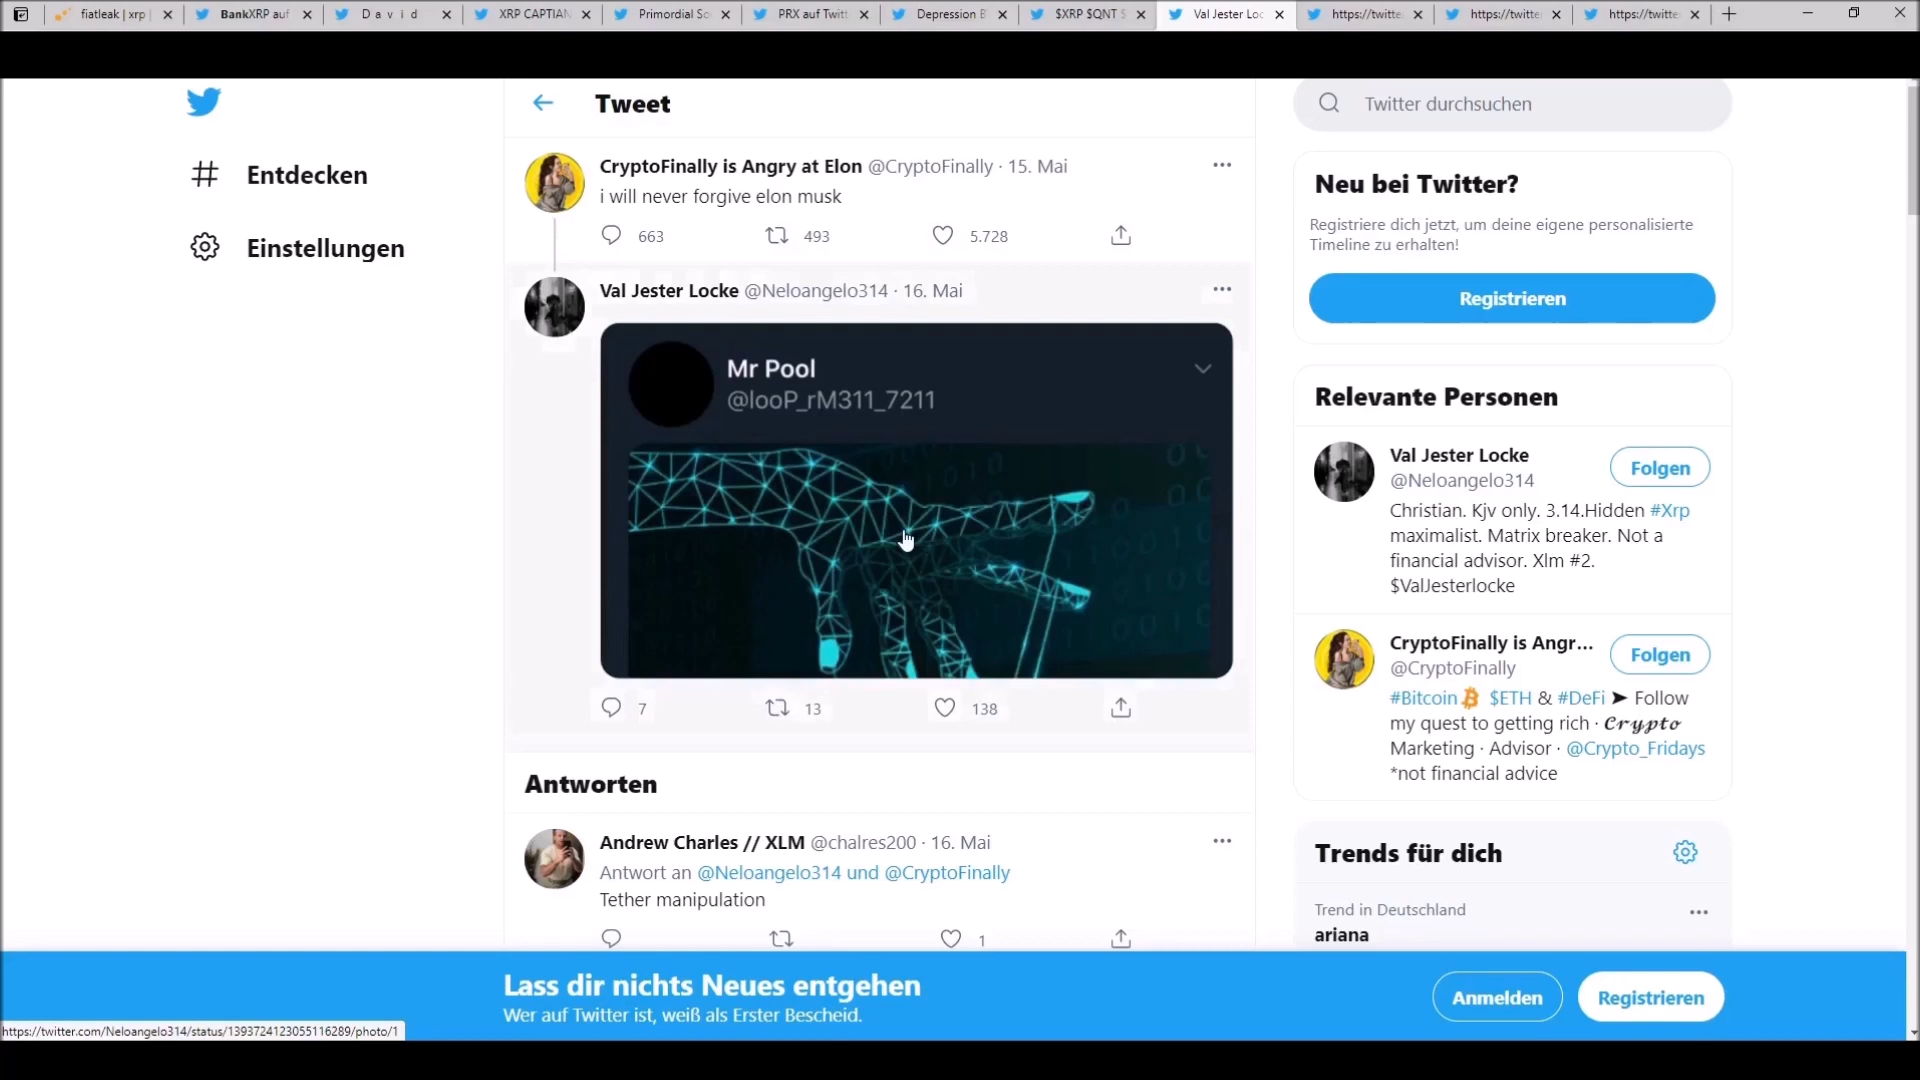 fiatleak | xrp
BankXRP auf
D a v i d
XRP CAPTIAN
Primordial So
PRX auf Twitt
Depression B
$XRP $QNT $
Val Jester Loc
https://twitte
https://twitte
https://twitte
Tweet
Twitter durchsuchen
Entdecken
Einstellungen
CryptoFinally is Angry at Elon @CryptoFinally · 15. Mai
i will never forgive elon musk
663 493 5.728
Val Jester Locke @Neloangelo314 · 16. Mai
Mr Pool
@looP_rM311_7211
7 13 138
Antworten
Andrew Charles // XLM @chalres200 · 16. Mai
Antwort an @Neloangelo314 und @CryptoFinally
Tether manipulation
1
Neu bei Twitter?
Registriere dich jetzt, um deine eigene personalisierte
Timeline zu erhalten!
Registrieren
Relevante Personen
Val Jester Locke
@Neloangelo314
Folgen
Christian. Kjv only. 3.14.Hidden #Xrp
maximalist. Matrix breaker. Not a
financial advisor. Xlm #2.
$ValJesterlocke
CryptoFinally is Angr...
@CryptoFinally
Folgen
#Bitcoin $ETH & #DeFi ➤ Follow
my quest to getting rich · 𝓒𝓻𝔂𝓹𝓽𝓸
Marketing · Advisor · @Crypto_Fridays
*not financial advice
Trends für dich
Trend in Deutschland
ariana
Lass dir nichts Neues entgehen
Wer auf Twitter ist, weiß als Erster Bescheid.
Anmelden
Registrieren
https://twitter.com/Neloangelo314/status/1393724123055116289/photo/1